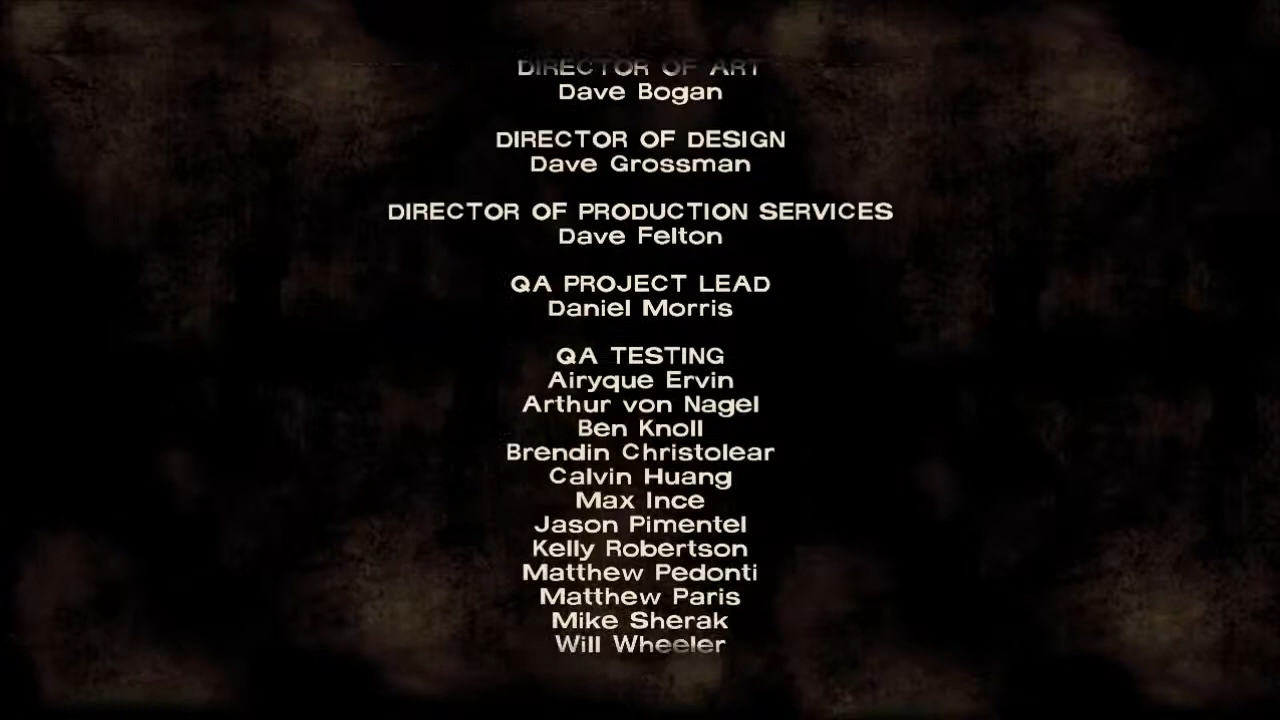 DIRECTOR OF ART
Dave Bogan
DIRECTOR OF DESIGN
Dave Grossman
DIRECTOR OF PRODUCTION SERVICES
Dave Felton
QA PROJECT LEAD
Daniel Morris
QA TESTING
Airyque Ervin
Arthur von Nagel
Ben Knoll
Brendin Christolear
Calvin Huang
Max Ince
Jason Pimentel
Kelly Robertson
Matthew Pedonti
Matthew Paris
Mike Sherak
Will Wheeler